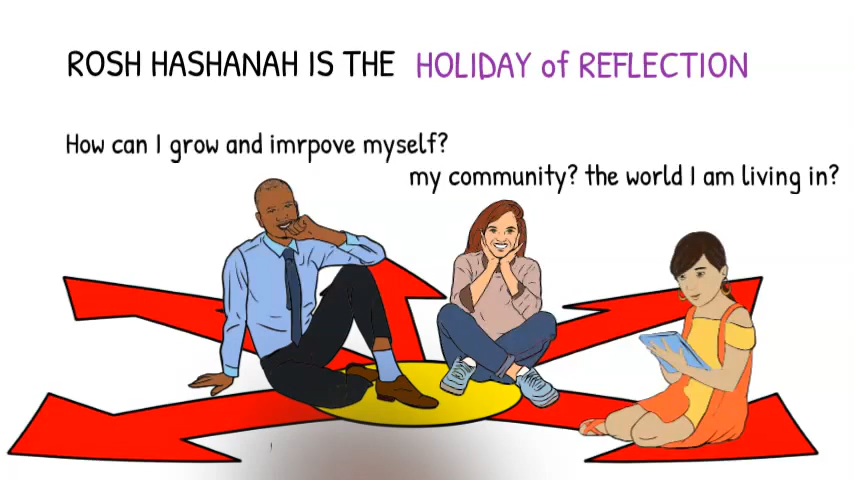 ROSH HASHANAH IS THE HOLIDAY of REFLECTION
How can I grow and imrpove myself?
my community? the world I am living in?